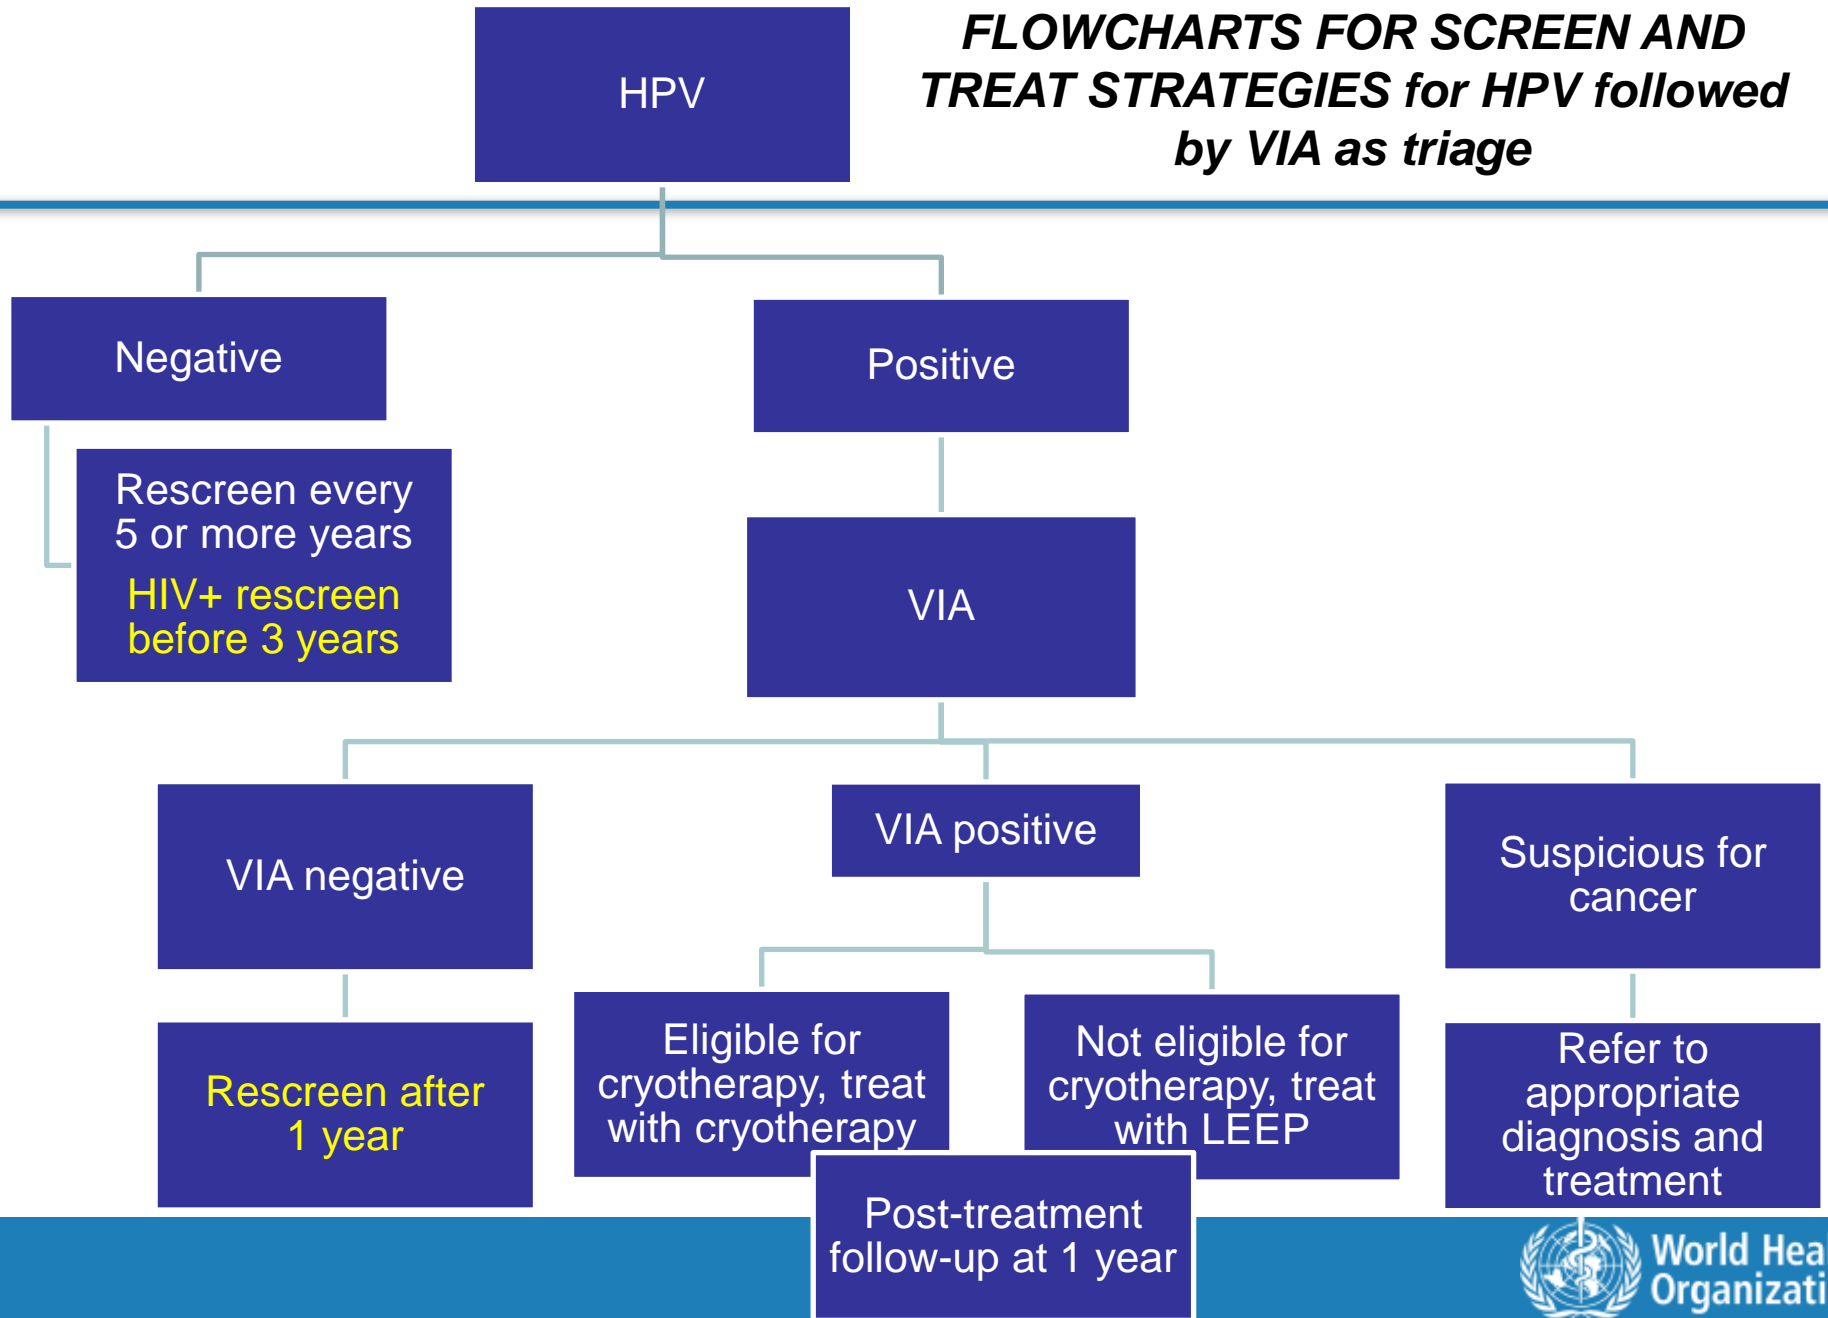 FLOWCHARTS FOR SCREEN AND
TREAT STRATEGIES for HPV followed
by VIA as triage
HPV
Negative
Positive
Rescreen every
5 or more years
HIV+ rescreen
before 3 years
VIA
VIA negative
VIA positive
Suspicious for
cancer
Rescreen after
1 year
Eligible for
cryotherapy, treat
with cryotherapy
Not eligible for
cryotherapy, treat
with LEEP
Refer to
appropriate
diagnosis and
treatment
Post-treatment
follow-up at 1 year
World Hea
Organizati